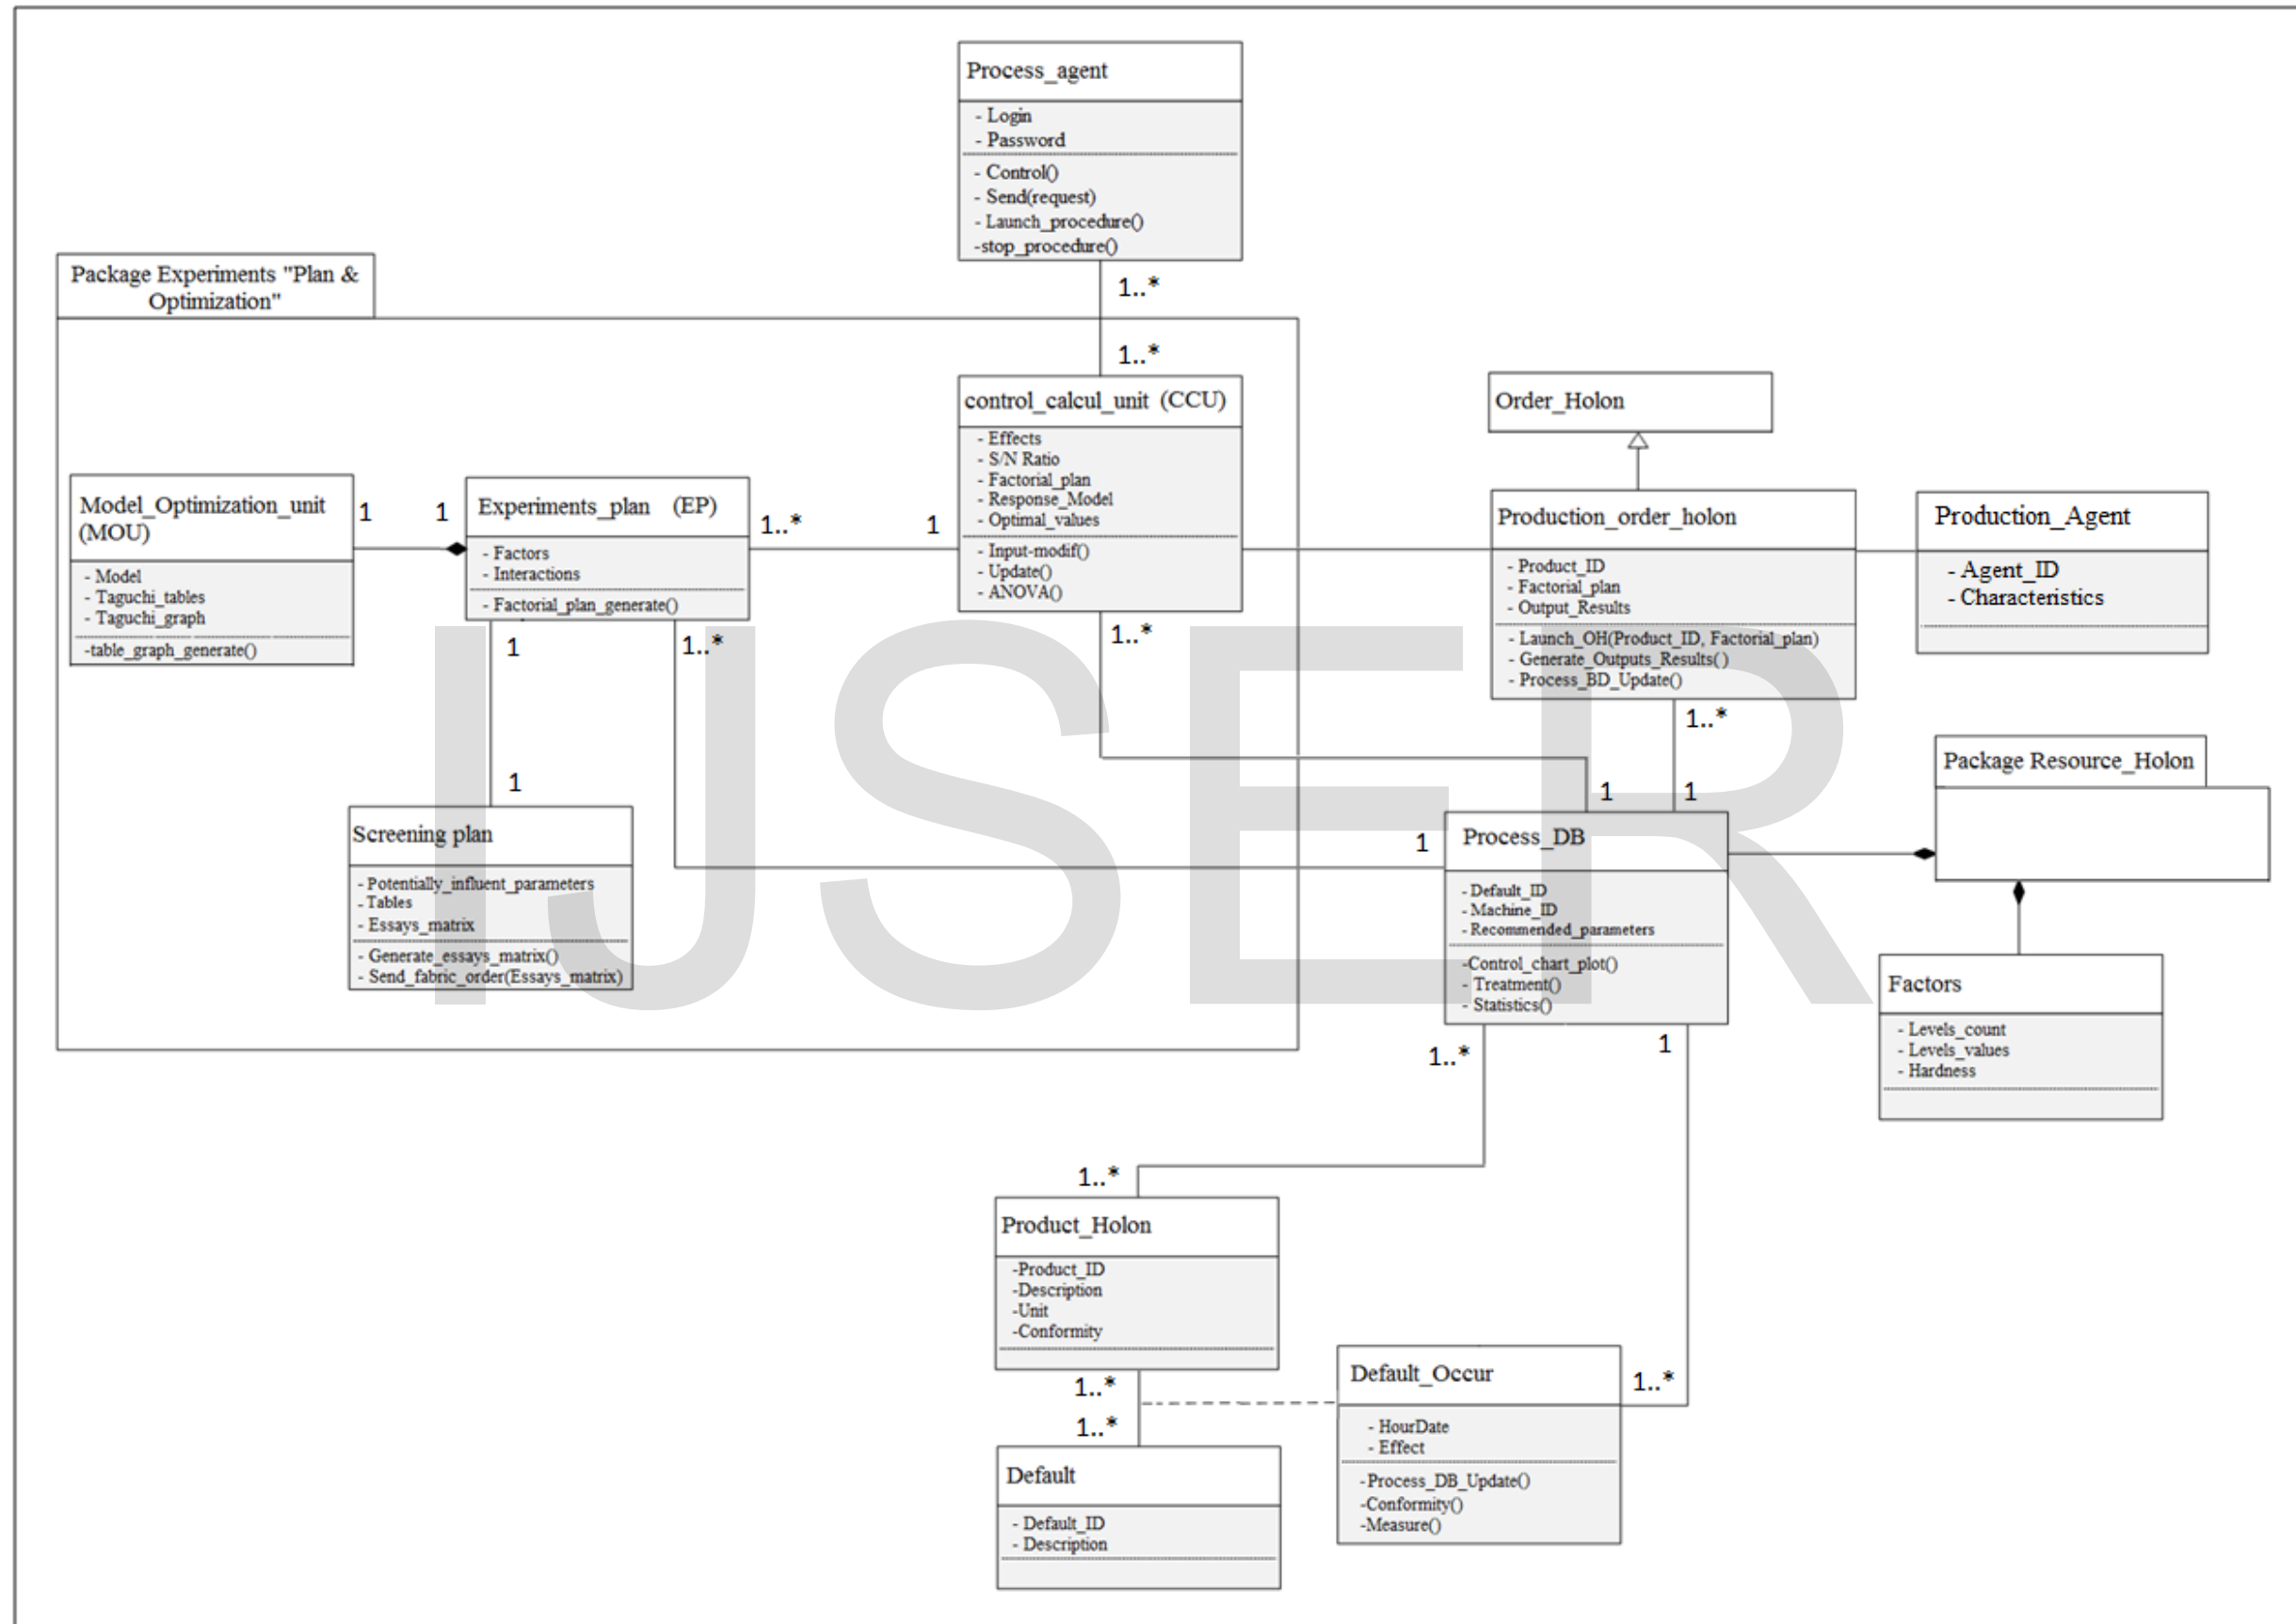 Process_agent
- Login
- Password
- Control()
- Send(request)
- Launch_procedure()
-stop_procedure()
1..*
1..*
Package Experiments "Plan &
Optimization"
control_calcul_unit (CCU)
- Effects
- S/N Ratio
- Factorial_plan
- Response_Model
- Optimal_values
- Input-modif()
- Update()
- ANOVA()
Model_Optimization_unit
(MOU)
- Model
- Taguchi_tables
- Taguchi_graph
-table_graph_generate()
1
1
Experiments_plan (EP)
- Factors
- Interactions
- Factorial_plan_generate()
1..*
1
1
1..*
1..*
1
Screening plan
- Potentially_influent_parameters
- Tables
- Essays_matrix
- Generate_essays_matrix()
- Send_fabric_order(Essays_matrix)
Order_Holon
Production_order_holon
- Product_ID
- Factorial_plan
- Output_Results
- Launch_OH(Product_ID, Factorial_plan)
- Generate_Outputs_Results()
- Process_BD_Update()
Production_Agent
- Agent_ID
- Characteristics
1..*
1
1
1
Process_DB
- Default_ID
- Machine_ID
- Recommended_parameters
-Control_chart_plot()
- Treatment()
- Statistics()
Package Resource_Holon
Factors
- Levels_count
- Levels_values
- Hardness
1..*
1
1..*
Product_Holon
-Product_ID
-Description
-Unit
-Conformity
1..*
1..*
Default
- Default_ID
- Description
Default_Occur
- HourDate
- Effect
-Process_DB_Update()
-Conformity()
-Measure()
1..*
IJSER